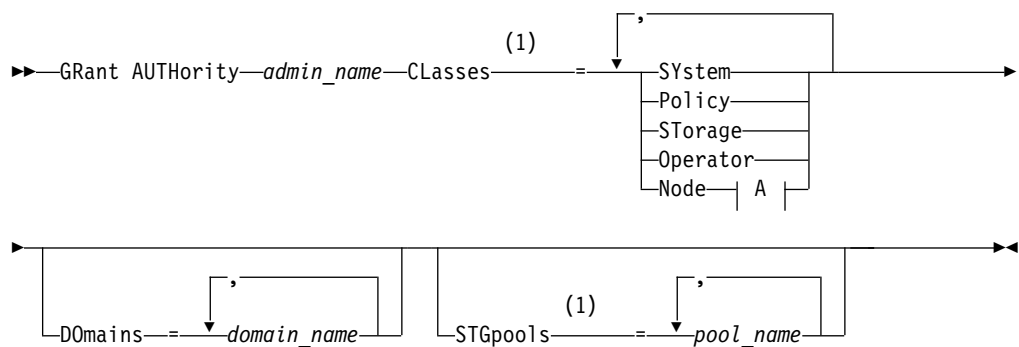 ,
(1)
GRant AUTHority admin_name CLasses = SYstem
Policy
STorage
Operator
Node A
, ,
(1)
DOmains = domain_name STGpools = pool_name